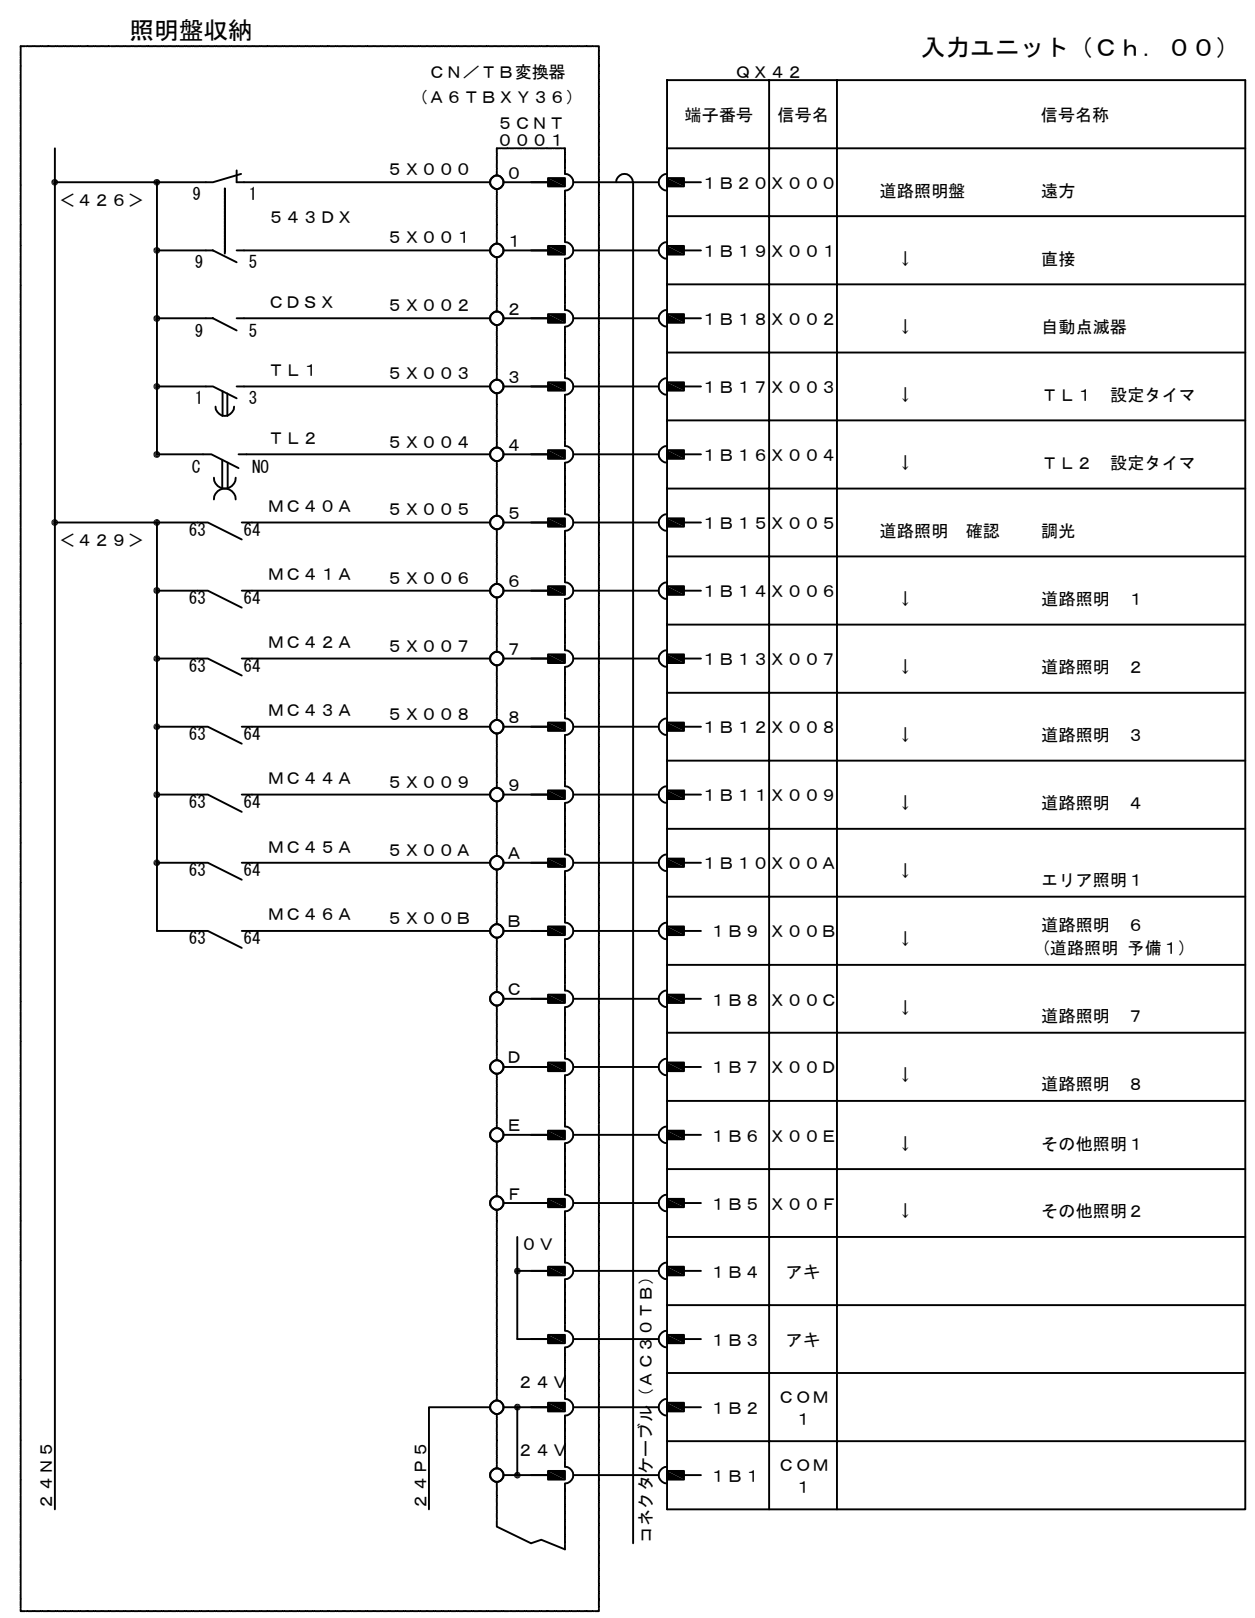 照明盤収納
入力ユニット（Ch．００）
ＣＮ／ＴＢ変換器
（Ａ６ＴＢＸＹ３６）
５ＣＮＴ
０００１
ＱＸ４２
端子番号 信号名 信号名称
<４２６> 9 1 ５Ｘ０００ ０ １Ｂ２０ Ｘ０００ 道路照明盤 遠方
５４３ＤＸ
9 5 ５Ｘ００１ １ １Ｂ１９ Ｘ００１ ↓ 直接
ＣＤＳＸ
9 5 ５Ｘ００２ ２ １Ｂ１８ Ｘ００２ ↓ 自動点滅器
ＴＬ１
1 3 ５Ｘ００３ ３ １Ｂ１７ Ｘ００３ ↓ ＴＬ１ 設定タイマ
ＴＬ２
C NO ５Ｘ００４ ４ １Ｂ１６ Ｘ００４ ↓ ＴＬ２ 設定タイマ
<４２９> 63 64 ＭＣ４０Ａ ５Ｘ００５ ５ １Ｂ１５ Ｘ００５ 道路照明 確認 調光
63 64 ＭＣ４１Ａ ５Ｘ００６ ６ １Ｂ１４ Ｘ００６ ↓ 道路照明 １
63 64 ＭＣ４２Ａ ５Ｘ００７ ７ １Ｂ１３ Ｘ００７ ↓ 道路照明 ２
63 64 ＭＣ４３Ａ ５Ｘ００８ ８ １Ｂ１２ Ｘ００８ ↓ 道路照明 ３
63 64 ＭＣ４４Ａ ５Ｘ００９ ９ １Ｂ１１ Ｘ００９ ↓ 道路照明 ４
63 64 ＭＣ４５Ａ ５Ｘ００Ａ Ａ １Ｂ１０ Ｘ００Ａ ↓ エリア照明１
63 64 ＭＣ４６Ａ ５Ｘ００Ｂ Ｂ １Ｂ９ Ｘ００Ｂ ↓ 道路照明 ６
（道路照明 予備１）
Ｃ １Ｂ８ Ｘ００Ｃ ↓ 道路照明 ７
Ｄ １Ｂ７ Ｘ００Ｄ ↓ 道路照明 ８
Ｅ １Ｂ６ Ｘ００Ｅ ↓ その他照明１
Ｆ １Ｂ５ Ｘ００Ｆ ↓ その他照明２
０Ｖ
１Ｂ４ アキ
１Ｂ３ アキ
２４Ｖ
１Ｂ２ ＣＯＭ
１
２４Ｖ
１Ｂ１ ＣＯＭ
１
２４Ｎ５
２４Ｐ５
コネクタケーブル（ＡＣ３０ＴＢ）